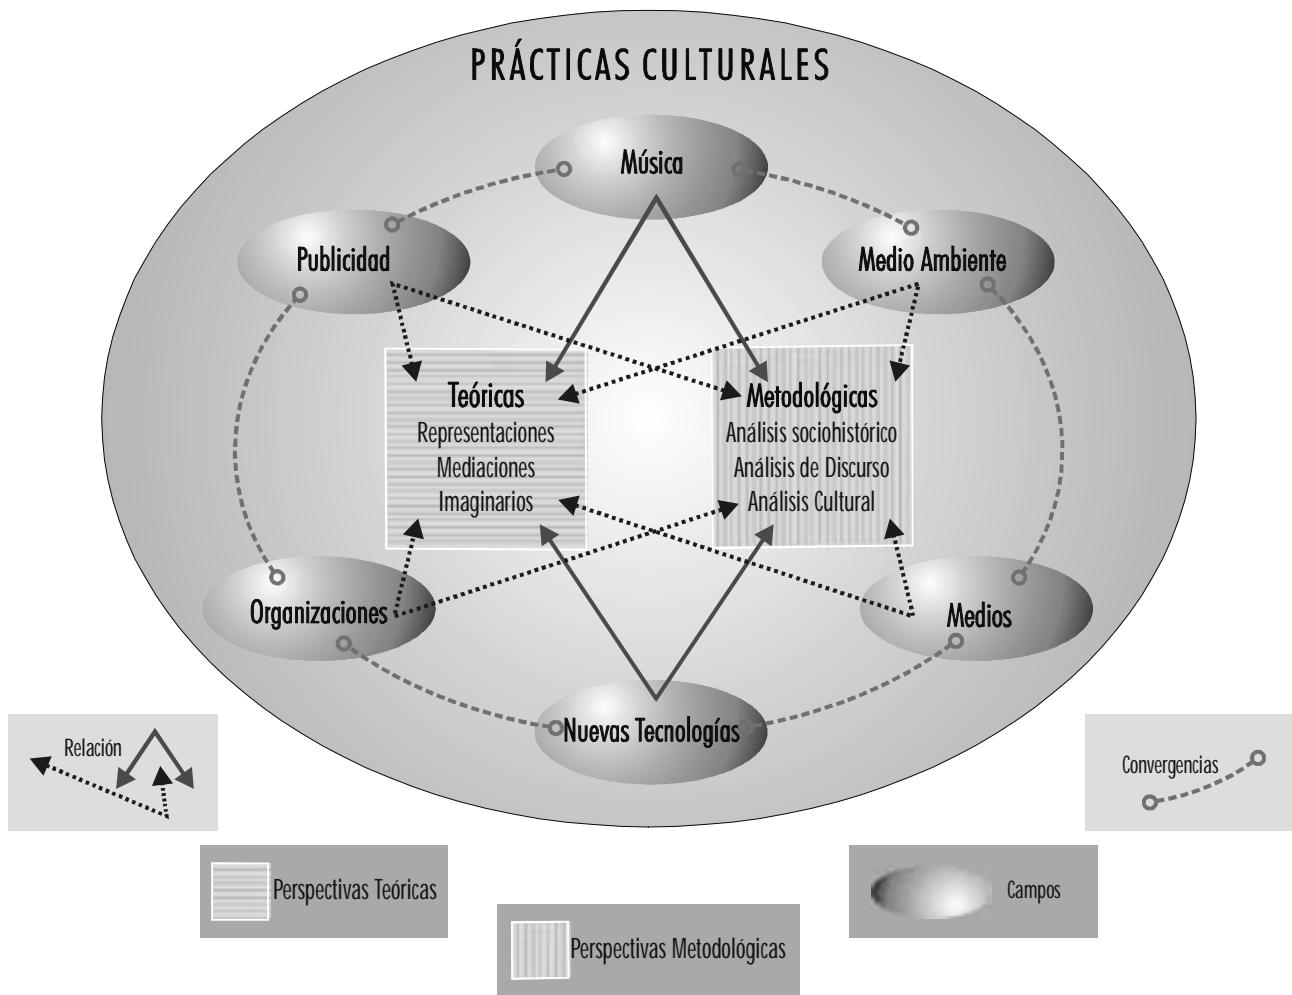 PRÁCTICAS CULTURALES
Música
Publicidad
Medio Ambiente
Teóricas
Representaciones
Mediaciones
Imaginarios
Metodológicas
Análisis sociohistórico
Análisis de Discurso
Análisis Cultural
Organizaciones
Medios
Nuevas Tecnologías
Relación
Convergencias
Perspectivas Teóricas
Campos
Perspectivas Metodológicas